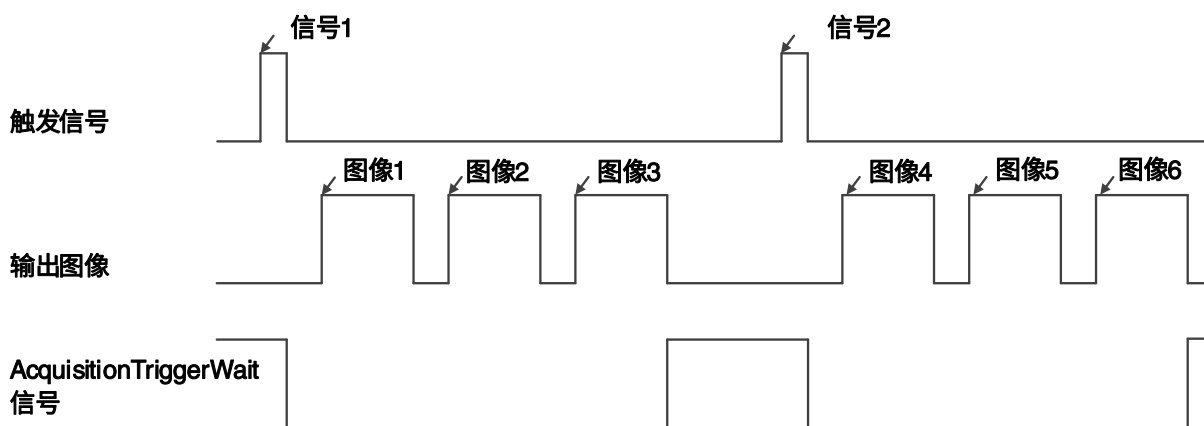 信号1
信号2
触发信号
图像1
图像2
图像3
图像4
图像5
图像6
输出图像
AcquisitionTriggerWait
信号